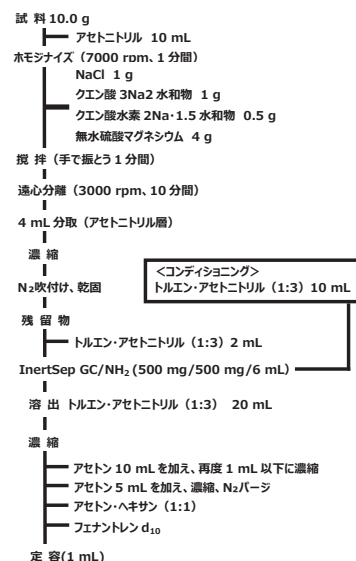 試 料 10.0 g
アセトニトリル 10 mL
ホモジナイズ (7000 rpm、1 分間)
NaCl 1 g
クエン酸 3Na2 水和物 1 g
クエン酸水素 2Na・1.5 水和物 0.5 g
無水硫酸マグネシウム 4 g
撹 拌 (手で振とう 1 分間)
遠心分離 (3000 rpm、10 分間)
4 mL 分取 (アセトニトリル層)
濃 縮
<コンディショニング>
トルエン・アセトニトリル (1:3) 10 mL
N₂吹付け、乾固
残 留 物
トルエン・アセトニトリル (1:3) 2 mL
InertSep GC/NH₂ (500 mg/500 mg/6 mL)
溶 出 トルエン・アセトニトリル (1:3) 20 mL
濃 縮
アセトン 10 mL を加え、再度 1 mL 以下に濃縮
アセトン 5 mL を加え、濃縮、N₂パージ
アセトン・ヘキサン (1:1)
フェナントレン d₁₀
定 容(1 mL)